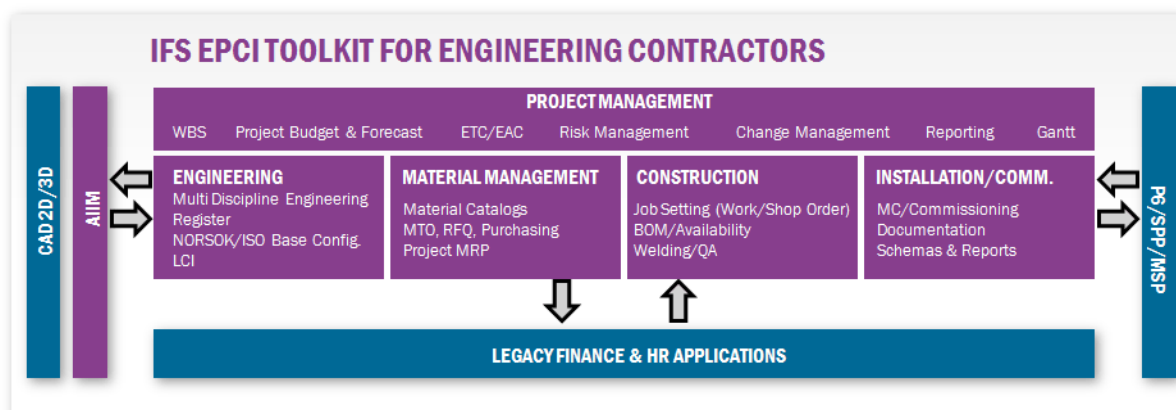 IFS EPCI TOOLKIT FOR ENGINEERING CONTRACTORS
CAD 2D/3D
AIIM
PROJECT MANAGEMENT
WBS Project Budget & Forecast ETC/EAC Risk Management Change Management Reporting Gantt
ENGINEERING
Multi Discipline Engineering
Register
NORSOK/ISO Base Config.
LCI
MATERIAL MANAGEMENT
Material Catalogs
MTO, RFQ, Purchasing
Project MRP
CONSTRUCTION
Job Setting (Work/Shop Order)
BOM/Availability
Welding/QA
INSTALLATION/COMM.
MC/Commissioning
Documentation
Schemas & Reports
P6/SPP/MSP
LEGACY FINANCE & HR APPLICATIONS